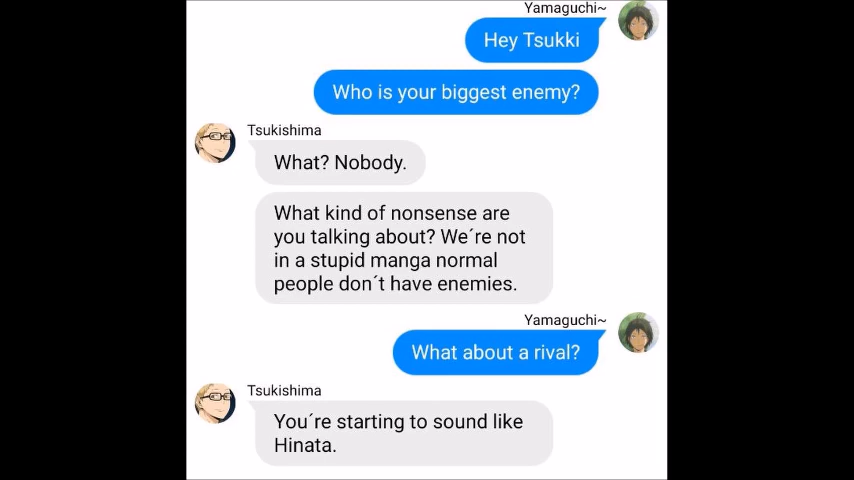 Yamaguchi~
Hey Tsukki
Who is your biggest enemy?
Tsukishima
What? Nobody.
What kind of nonsense are
you talking about? We´re not
in a stupid manga normal
people don´t have enemies.
Yamaguchi~
What about a rival?
Tsukishima
You´re starting to sound like
Hinata.